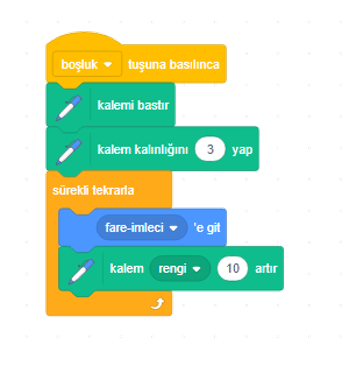 boşluk tuşuna basılınca
kalemi bastır
kalem kalınlığını 3 yap
sürekli tekrarla
fare-imleci 'e git
kalem rengi 10 artır